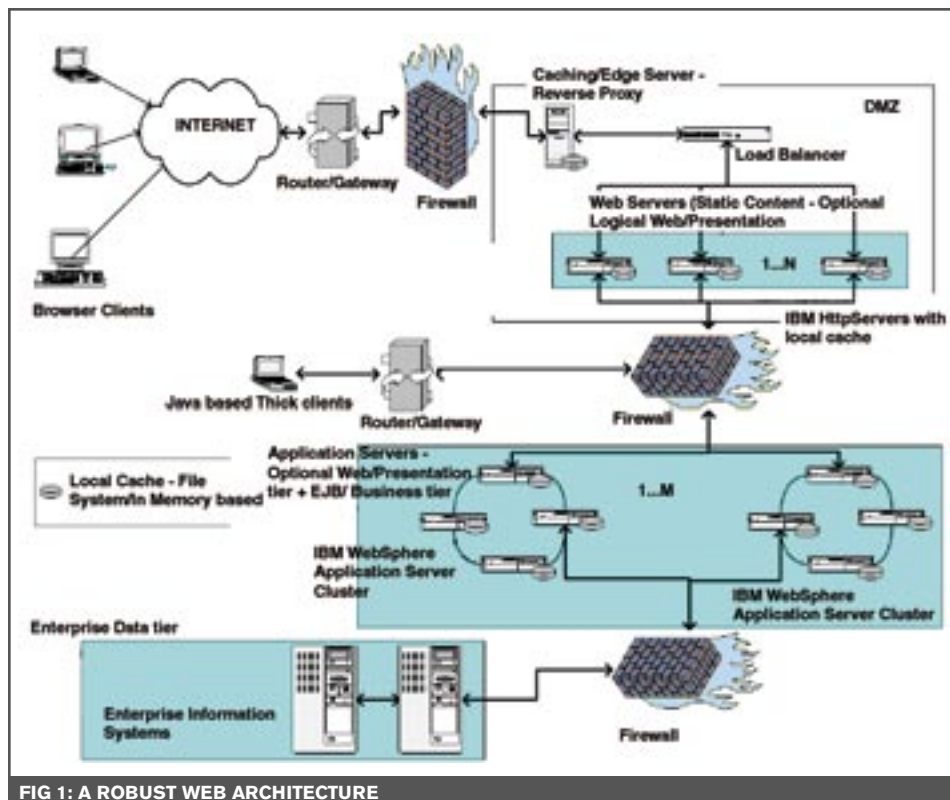 INTERNET
Router/Gateway
Firewall
Caching/Edge Server -
Reverse Proxy
DMZ
Load Balancer
Web Servers (Static Content - Optional
Logical Web/Presentation
1...N
Browser Clients
IBM HttpServers with
local cache
Java based Thick clients
Router/Gateway
Firewall
Local Cache - File
System/In Memory based
Application Servers -
Optional Web/Presentation
tier + EJB/ Business tier
1...M
IBM WebSphere
Application Server
Cluster
IBM WebSphere
Application Server Cluster
Enterprise Data tier
Enterprise Information
Systems
Firewall
FIG 1: A ROBUST WEB ARCHITECTURE